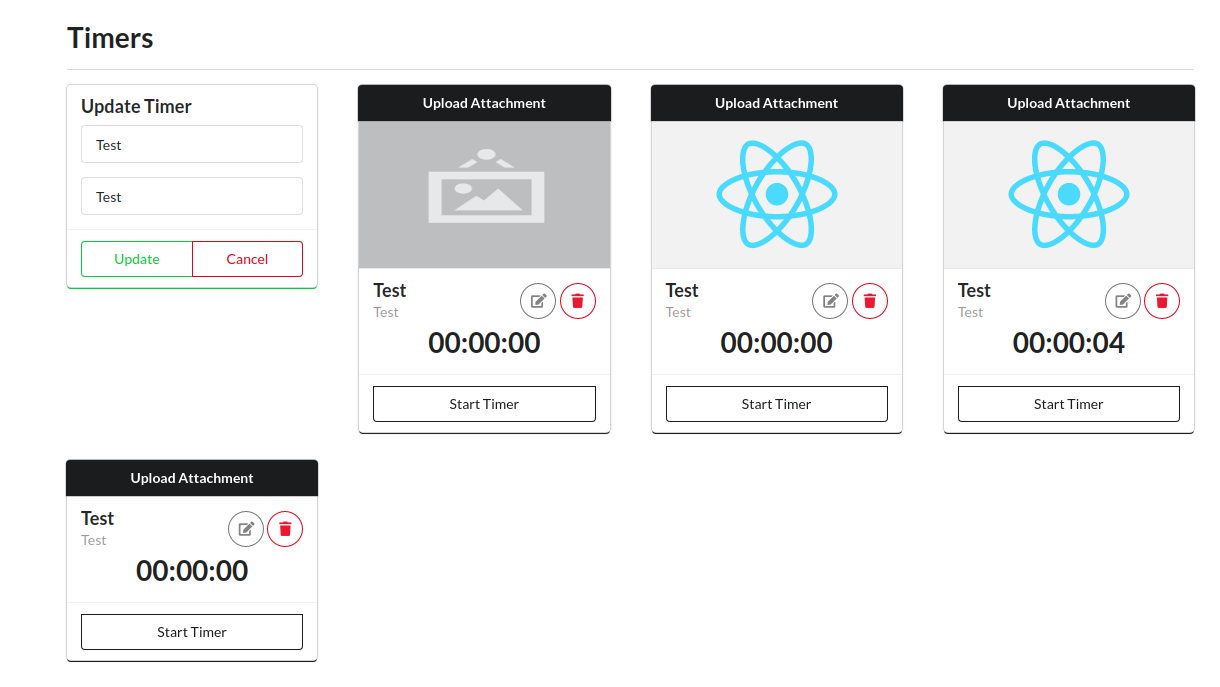 Timers
Update Timer
Test
Test
Update Cancel
Upload Attachment
Test
Test
00:00:00
Start Timer
Upload Attachment
Test
Test
00:00:00
Start Timer
Upload Attachment
Test
Test
00:00:04
Start Timer
Upload Attachment
Test
Test
00:00:00
Start Timer